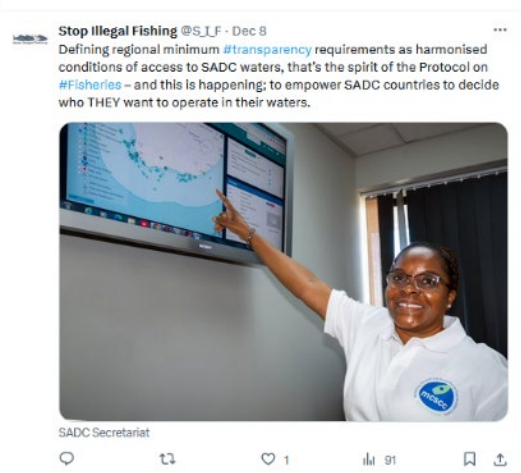 Stop Illegal Fishing @S_I_F · Dec 8
Defining regional minimum #transparency requirements as harmonised
conditions of access to SADC waters, that's the spirit of the Protocol on
#Fisheries – and this is happening; to empower SADC countries to decide
who THEY want to operate in their waters.
SONY
mcscc
SADC Secretariat
1
91